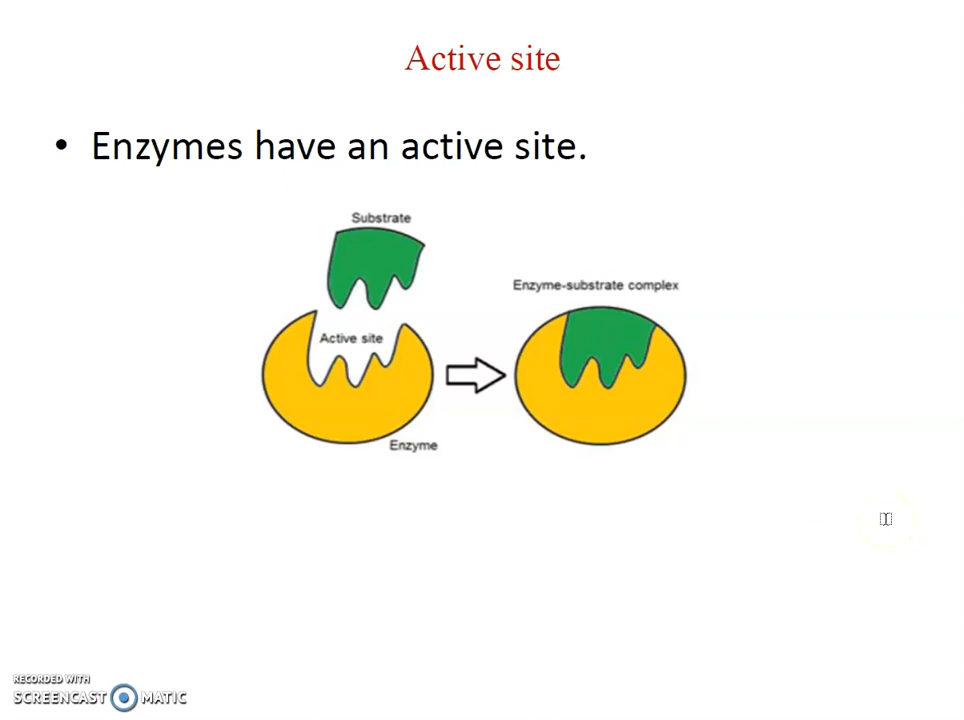 Active site
• Enzymes have an active site.
Substrate
Enzyme-substrate complex
Active site
Enzyme
RECORDED WITH
SCREENCAST MATIC